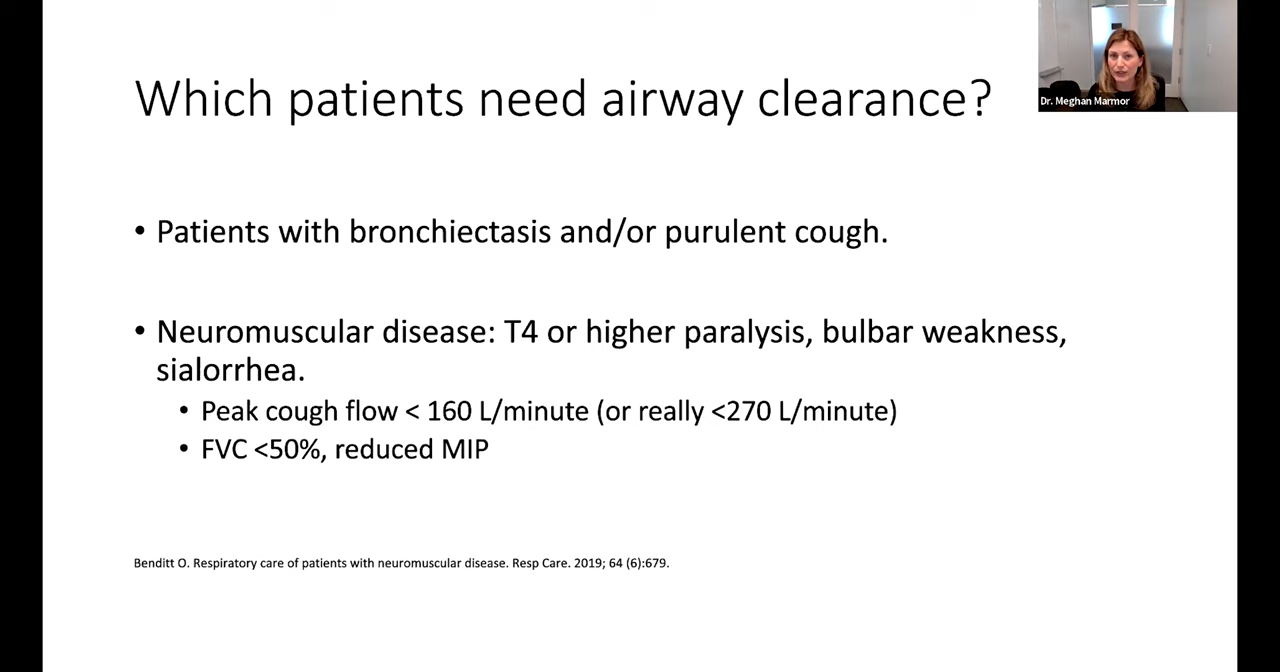 Which patients need airway clearance?
Dr. Meghan Marmor
• Patients with bronchiectasis and/or purulent cough.
• Neuromuscular disease: T4 or higher paralysis, bulbar weakness,
sialorrhea.
• Peak cough flow < 160 L/minute (or really <270 L/minute)
• FVC <50%, reduced MIP
Benditt O. Respiratory care of patients with neuromuscular disease. Resp Care. 2019; 64 (6):679.